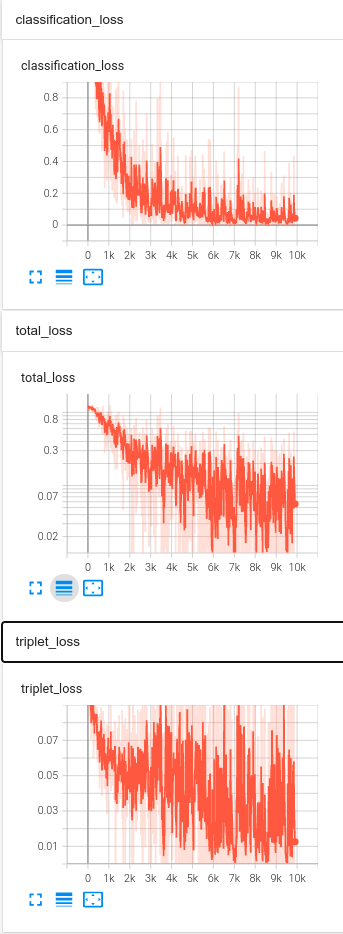 classification_loss
classification_loss
0.8
0.6
0.4
0.2
0
0 1k 2k 3k 4k 5k 6k 7k 8k 9k 10k
total_loss
total_loss
0.8
0.3
0.07
0.02
0 1k 2k 3k 4k 5k 6k 7k 8k 9k 10k
triplet_loss
triplet_loss
0.07
0.05
0.03
0.01
0 1k 2k 3k 4k 5k 6k 7k 8k 9k 10k